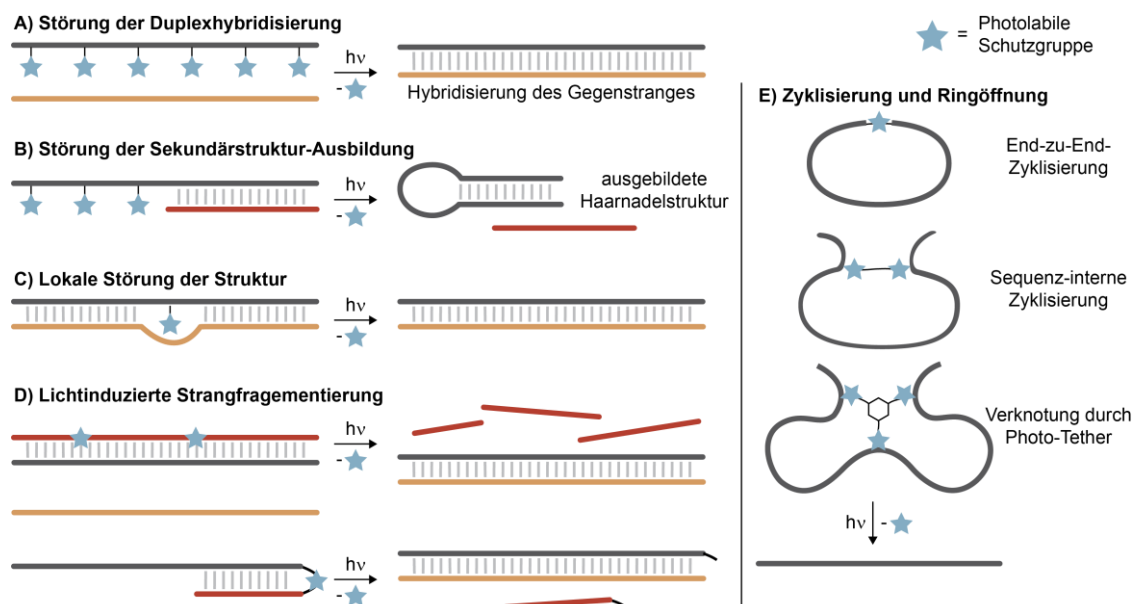 A) Störung der Duplexhybridisierung
hν
-
Hybridisierung des Gegenstranges
B) Störung der Sekundärstruktur-Ausbildung
hν
-
ausgebildete
Haarnadelstruktur
C) Lokale Störung der Struktur
hν
-
D) Lichtinduzierte Strangfragementierung
hν
-
hν
-
= Photolabile
Schutzgruppe
E) Zyklisierung und Ringöffnung
End-zu-End-
Zyklisierung
Sequenz-interne
Zyklisierung
Verknotung durch
Photo-Tether
hν -